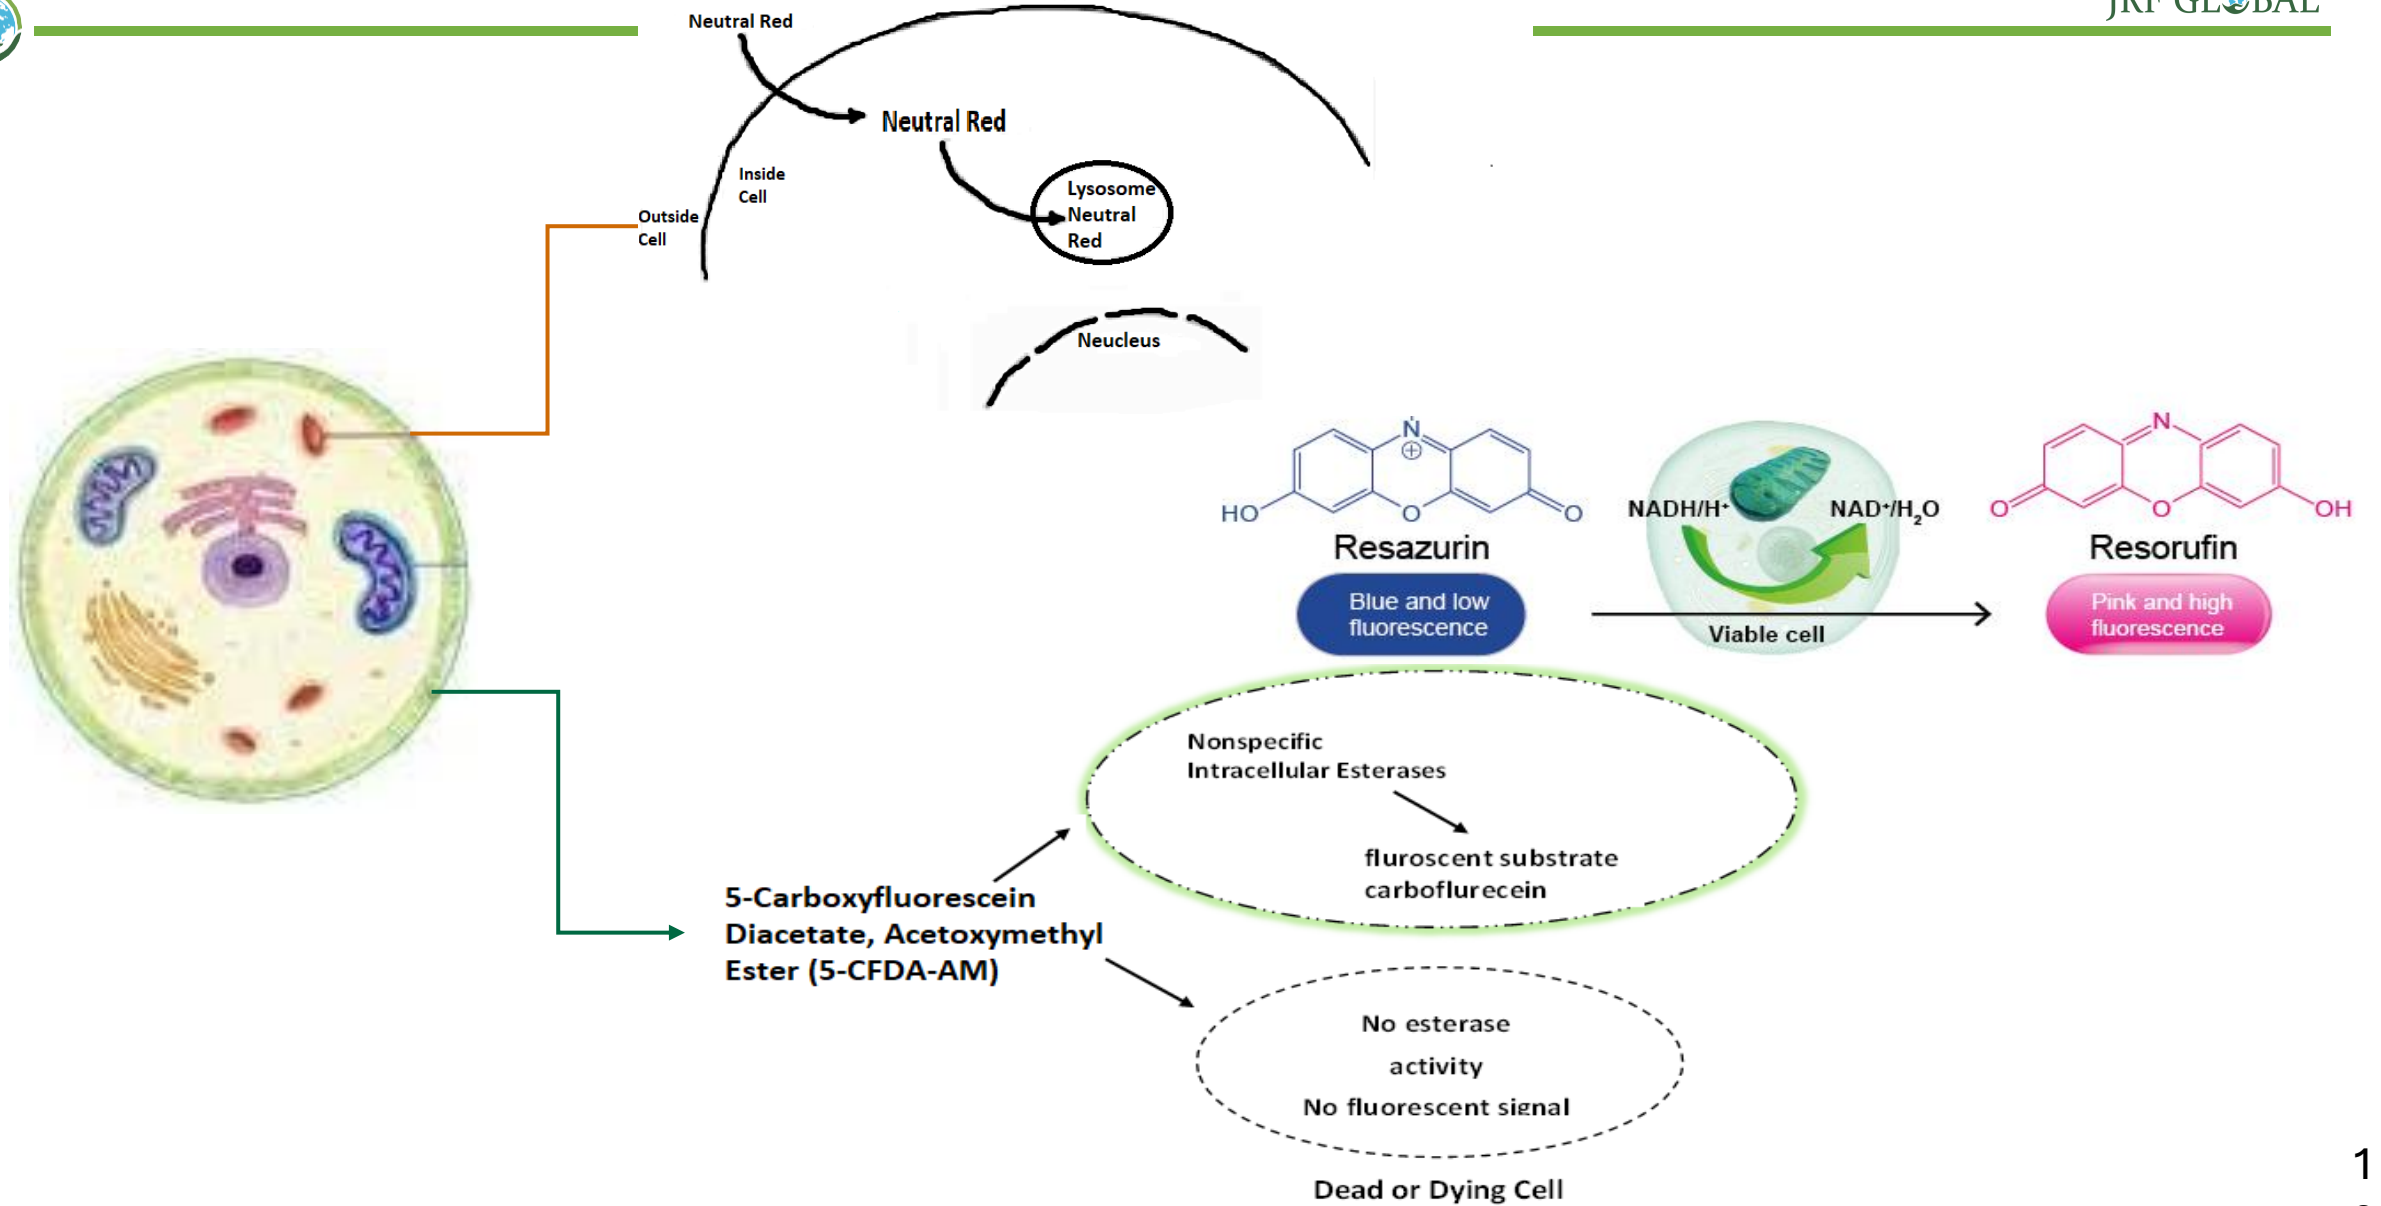 JRF GLOBAL
Neutral Red
Neutral Red
Inside
Cell
Outside
Cell
Lysosome
Neutral
Red
Neucleus
N
HO
O
O
Resazurin
Blue and low
fluorescence
NADH/H⁺
NAD⁺/H₂O
Viable cell
N
O
O
OH
Resorufin
Pink and high
fluorescence
Nonspecific
Intracellular Esterases
fluroscent substrate
carboflurecein
5-Carboxyfluorescein
Diacetate, Acetoxymethyl
Ester (5-CFDA-AM)
No esterase
activity
No fluorescent signal
Dead or Dying Cell
1